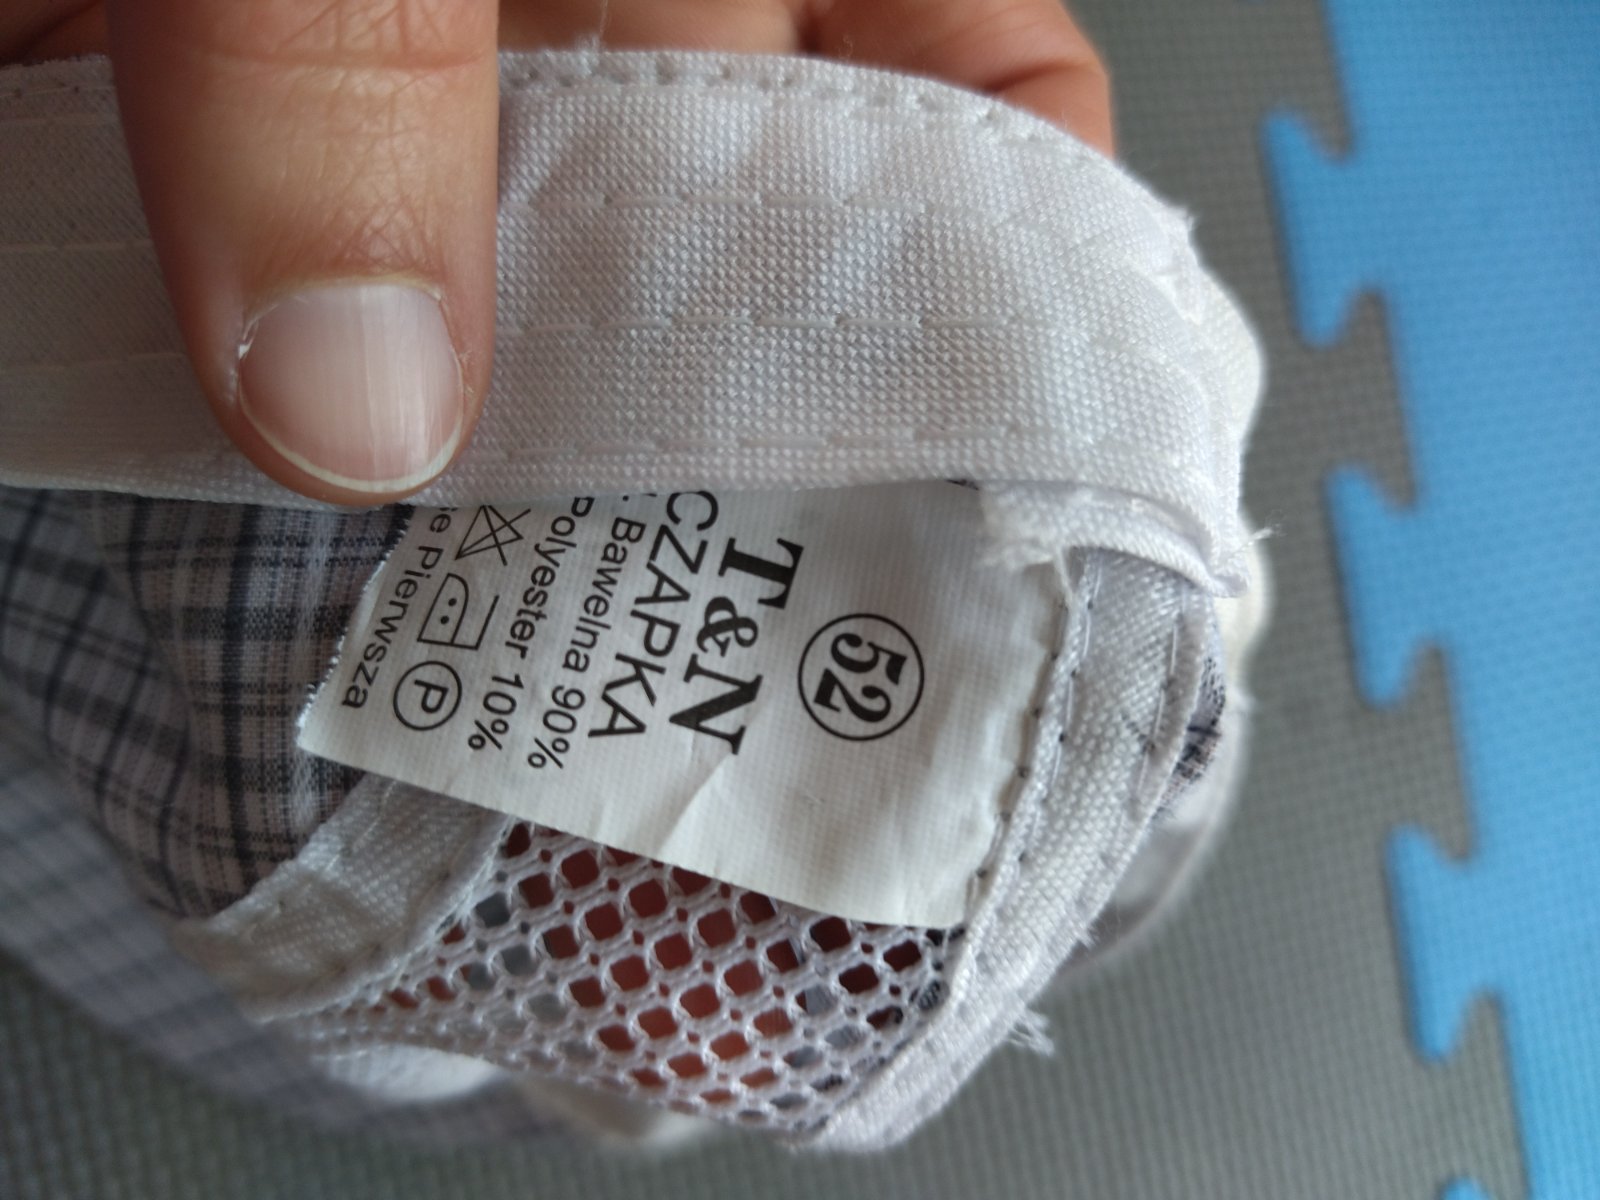 52
T&N
CZAPKA
Bawełna 90%
Polyester 10%
P
Pierwsza